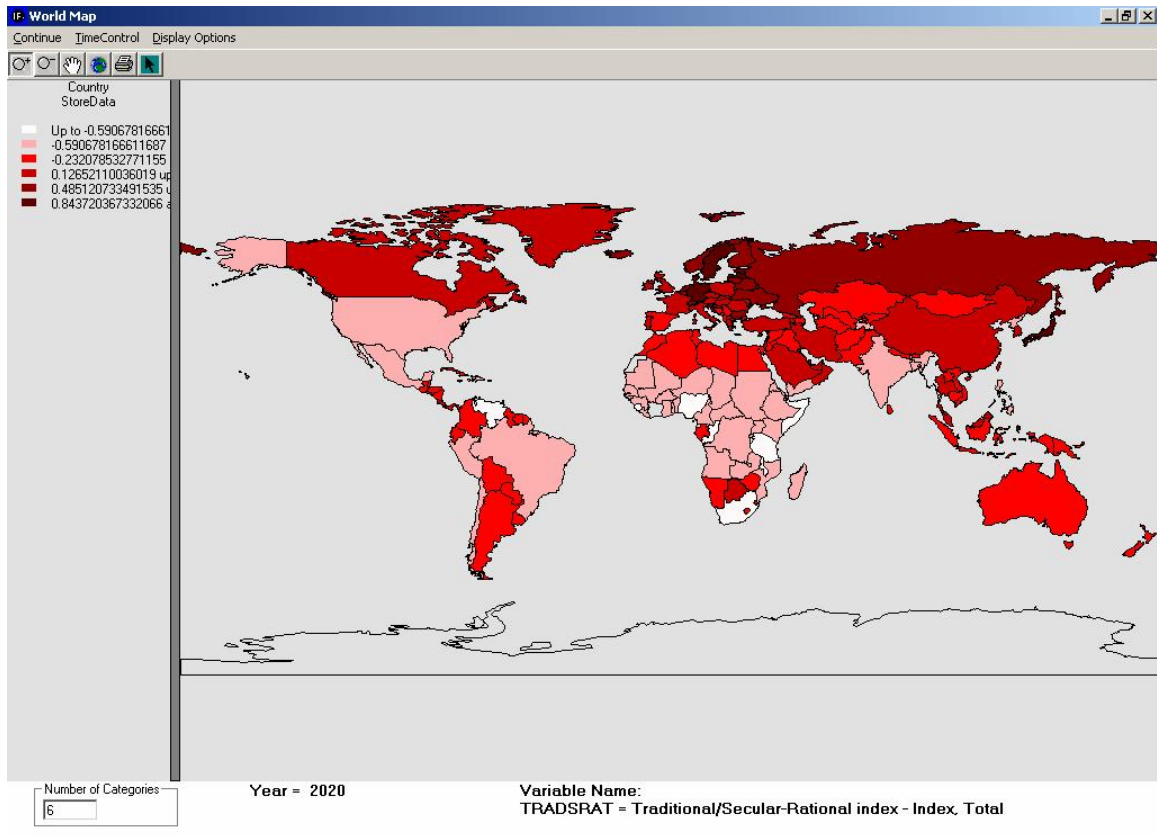 IF World Map
Continue TimeControl Display Options
Country
StoreData
Up to -0.59067816661
-0.590678166611687
-0.232078532771155
0.12652110036019 up
0.485120733491535 u
0.843720367332066 a
Number of Categories
6
Year = 2020
Variable Name:
TRADSRAT = Traditional/Secular-Rational index - Index, Total